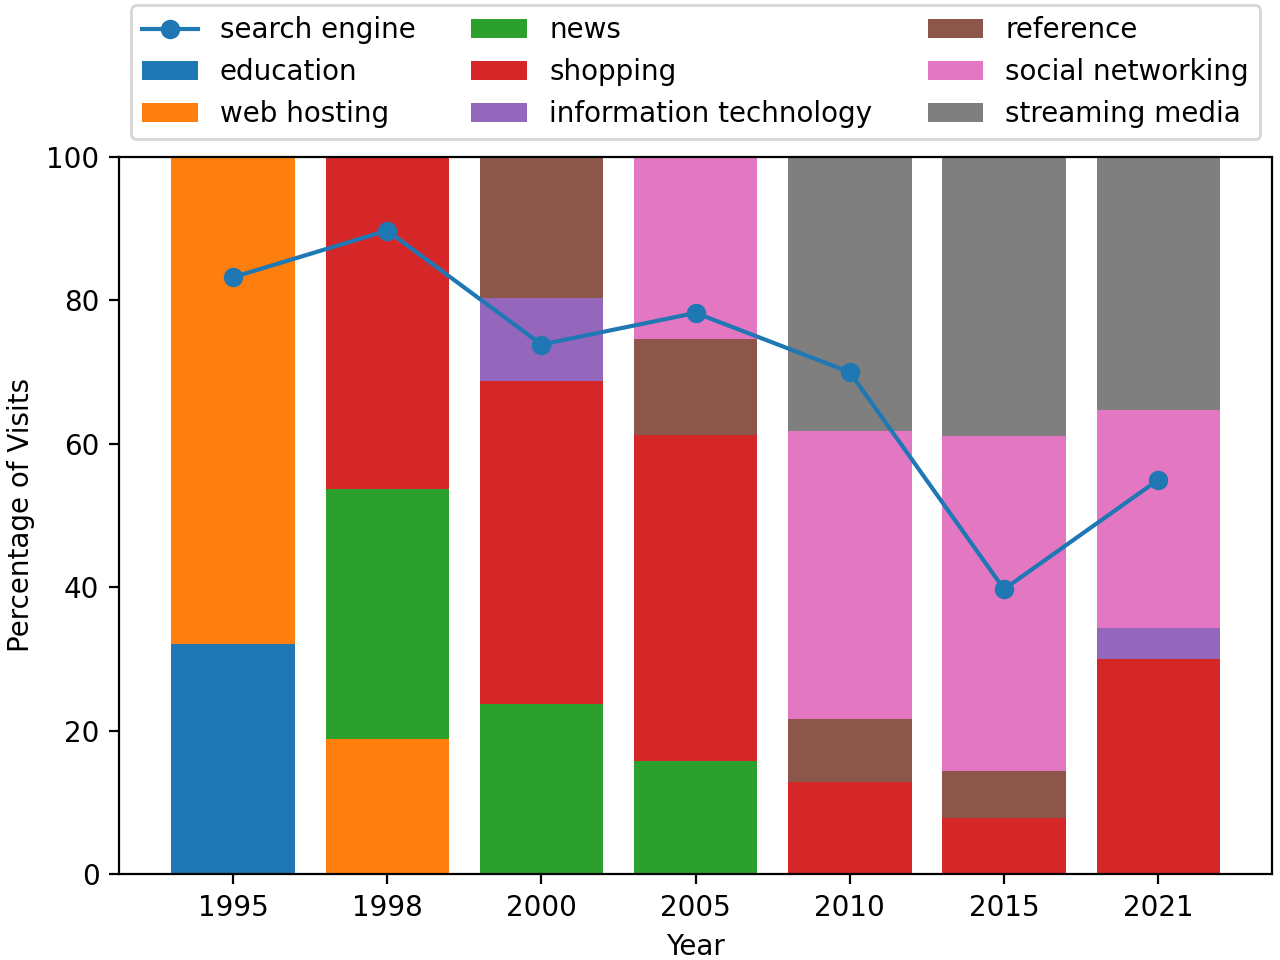 search engine
education
web hosting
news
shopping
information technology
reference
social networking
streaming media
100
80
60
40
20
0
Percentage of Visits
1995 1998 2000 2005 2010 2015 2021
Year